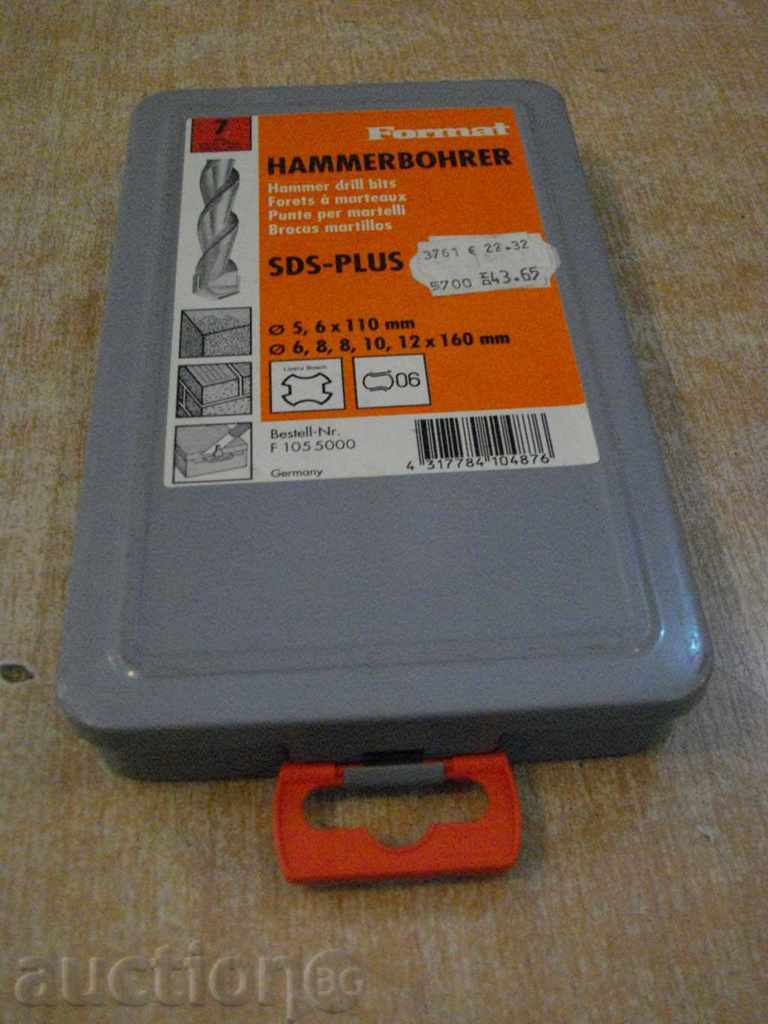 7
Format
HAMMERBOHRER
Hammer drill bits
Forets à marteaux
Punte per martelli
Brocas martillos
SDS-PLUS
3761 € 22.32
5700 43.65
Ø 5, 6 x 110 mm
Ø 6, 8, 8, 10, 12 x 160 mm
Lizenz Bosch
06
Bestell-Nr.
F 105 5000
Germany
4 317784 104876
auction BG